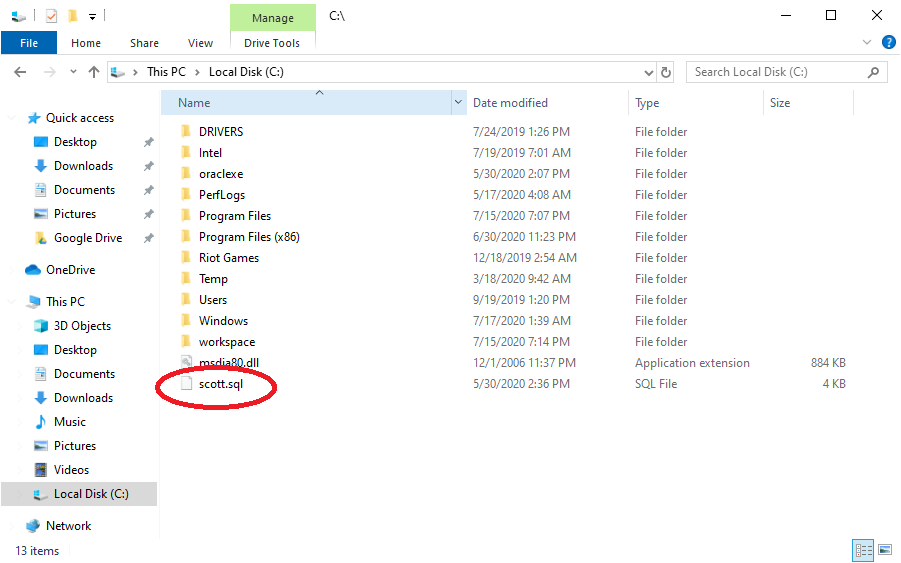 Manage C:\
File Home Share View Drive Tools
This PC Local Disk (C:) Search Local Disk (C:)
Name Date modified Type Size
Quick access
Desktop
Downloads
Documents
Pictures
Google Drive
OneDrive
This PC
3D Objects
Desktop
Documents
Downloads
Music
Pictures
Videos
Local Disk (C:)
Network
DRIVERS 7/24/2019 1:26 PM File folder
Intel 7/19/2019 7:01 AM File folder
oraclexe 5/30/2020 2:07 PM File folder
PerfLogs 5/17/2020 4:08 AM File folder
Program Files 7/15/2020 7:07 PM File folder
Program Files (x86) 6/30/2020 11:23 PM File folder
Riot Games 12/18/2019 2:54 AM File folder
Temp 3/18/2020 9:42 AM File folder
Users 9/19/2019 1:20 PM File folder
Windows 7/17/2020 1:39 AM File folder
workspace 7/15/2020 7:14 PM File folder
msdia80.dll 12/1/2006 11:37 PM Application extension 884 KB
scott.sql 5/30/2020 2:36 PM SQL File 4 KB
13 items